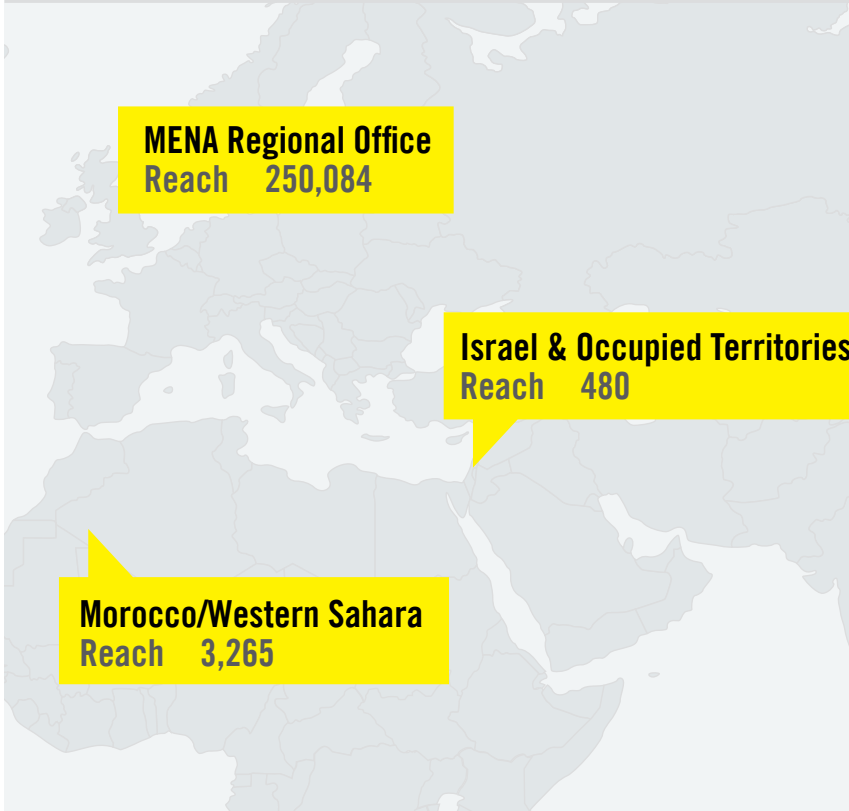 MENA Regional Office
Reach 250,084
Israel & Occupied Territories
Reach 480
Morocco/Western Sahara
Reach 3,265